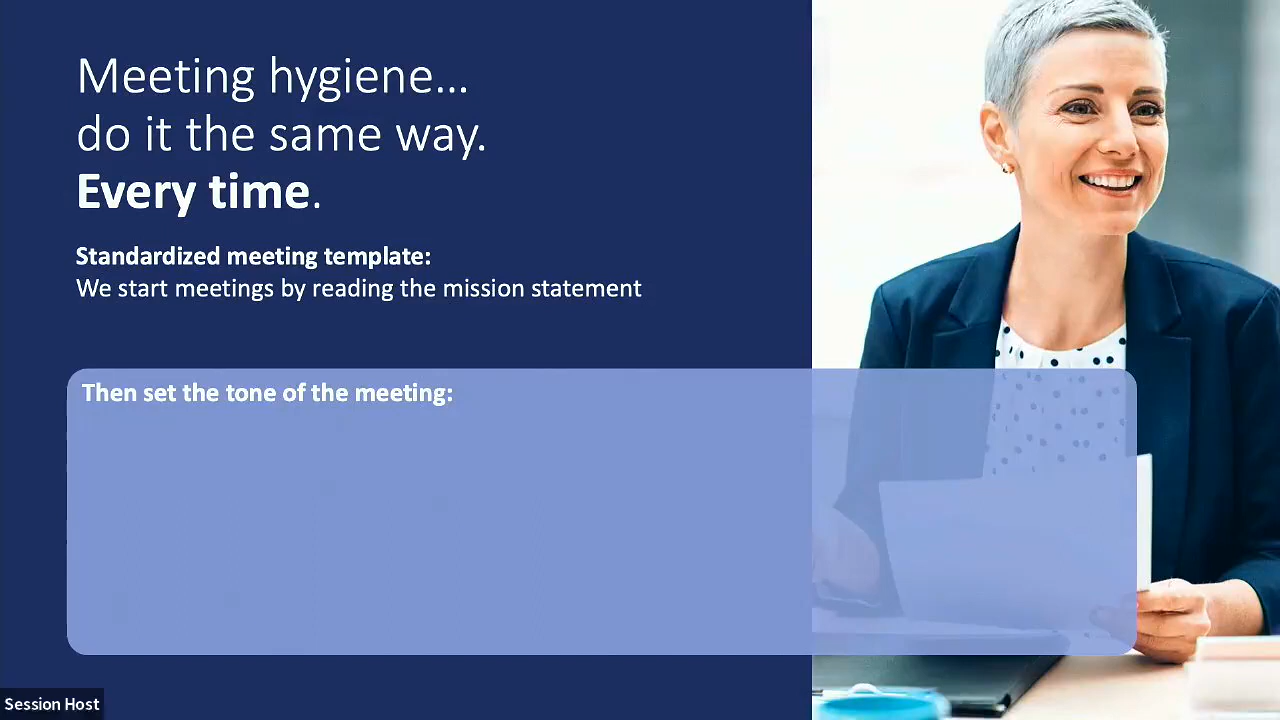 Meeting hygiene...
do it the same way.
Every time.
Standardized meeting template:
We start meetings by reading the mission statement
Then set the tone of the meeting:
Session Host